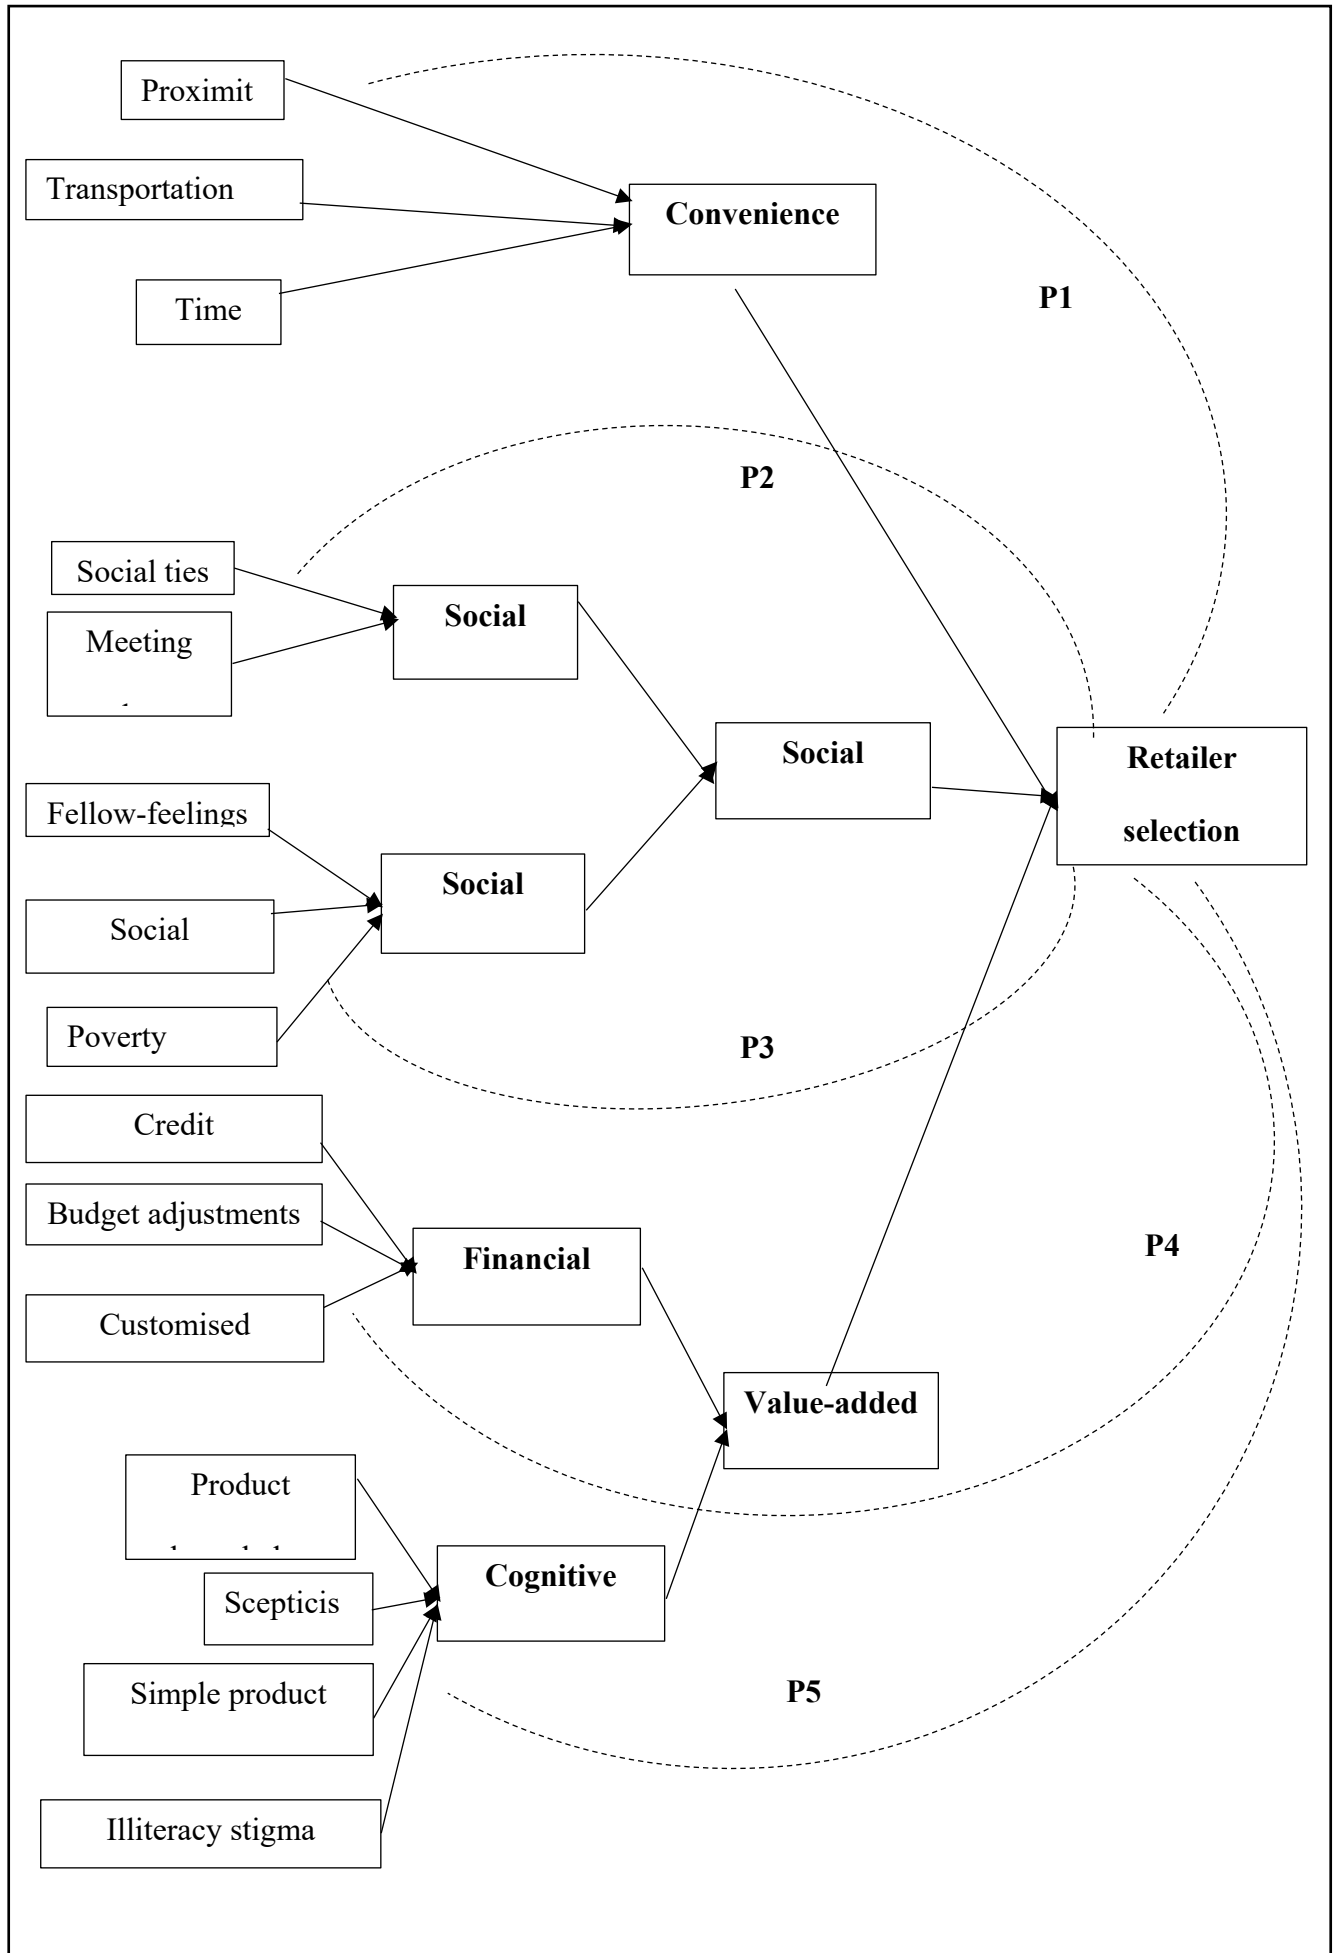 Proximit
Transportation
Convenience
P1
Time
P2
Social ties
Social
Meeting
Social
Retailer
selection
Fellow-feelings
Social
Social
Poverty
P3
Credit
Budget adjustments
P4
Financial
Customised
Value-added
Product
Cognitive
Scepticis
Simple product
P5
Illiteracy stigma